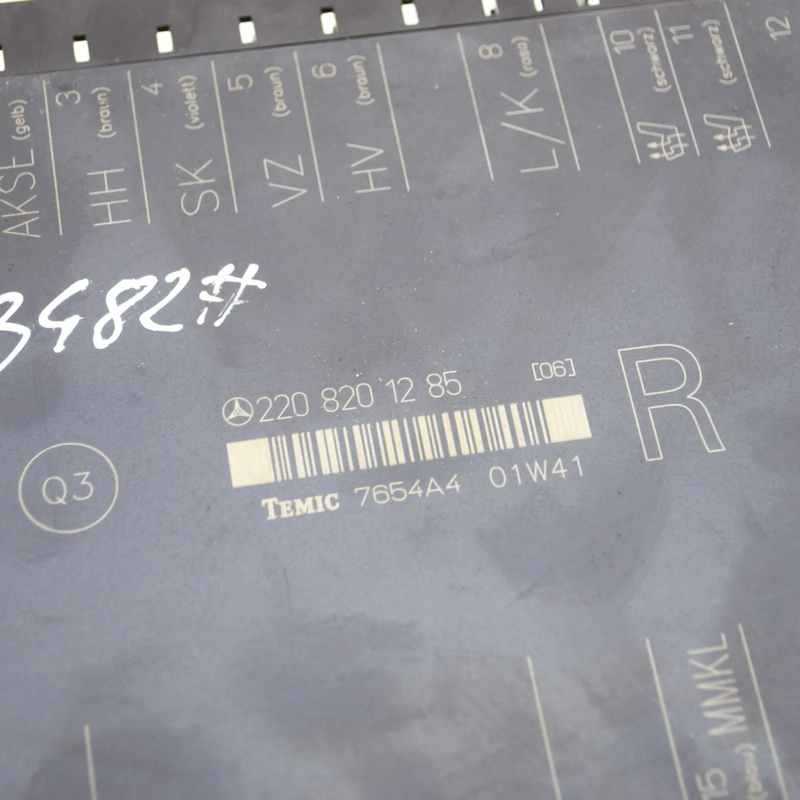 AKSE (gelb)
3 HH (braun)
4 SK (violett)
5 VZ (braun)
6 HV (braun)
8 L/K (rosa)
10 (schwarz)
11 (schwarz)
12
3482#
220 820 12 85 [06]
R
Q3
TEMIC 7654A4 01W41
15 MMKL (blau)